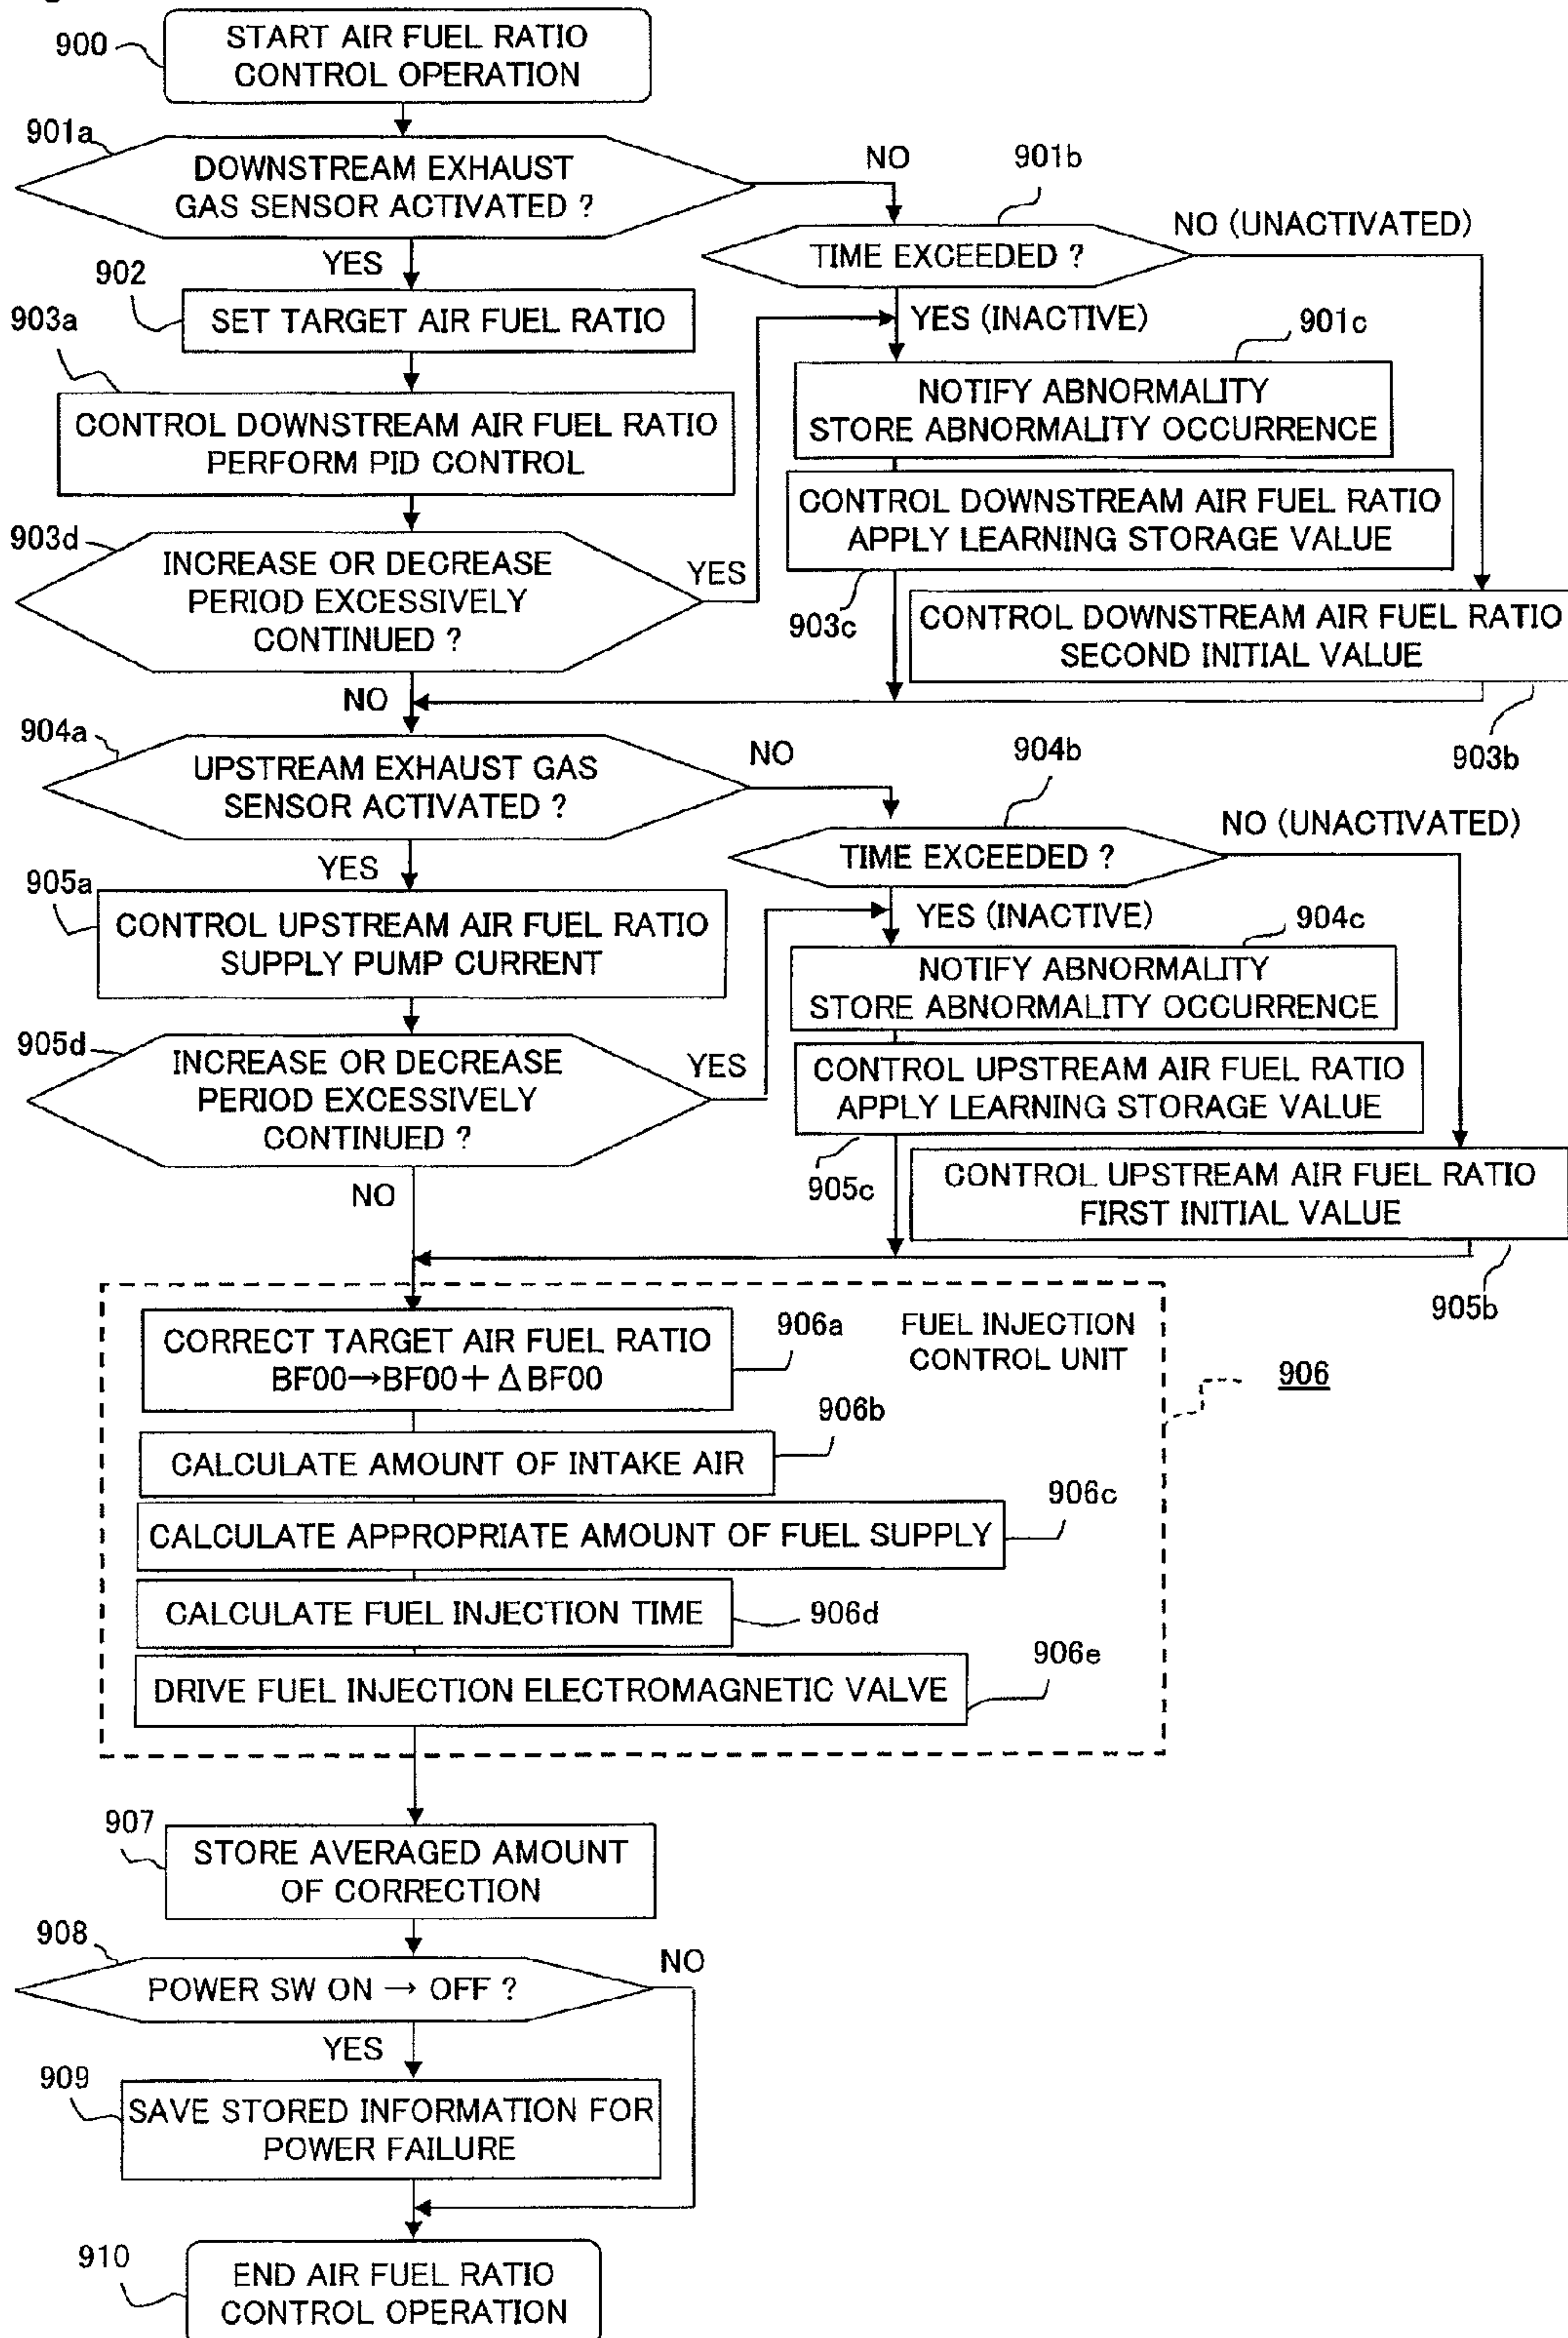 900
START AIR FUEL RATIO
CONTROL OPERATION
901a
DOWNSTREAM EXHAUST
GAS SENSOR ACTIVATED ?
NO
901b
TIME EXCEEDED ?
NO (UNACTIVATED)
YES
902
SET TARGET AIR FUEL RATIO
YES (INACTIVE)
901c
903a
NOTIFY ABNORMALITY
STORE ABNORMALITY OCCURRENCE
CONTROL DOWNSTREAM AIR FUEL RATIO
PERFORM PID CONTROL
CONTROL DOWNSTREAM AIR FUEL RATIO
APPLY LEARNING STORAGE VALUE
903d
INCREASE OR DECREASE
PERIOD EXCESSIVELY
CONTINUED ?
YES
903c
CONTROL DOWNSTREAM AIR FUEL RATIO
SECOND INITIAL VALUE
NO
903b
904a
UPSTREAM EXHAUST GAS
SENSOR ACTIVATED ?
NO
904b
TIME EXCEEDED ?
NO (UNACTIVATED)
YES
905a
CONTROL UPSTREAM AIR FUEL RATIO
SUPPLY PUMP CURRENT
YES (INACTIVE)
904c
NOTIFY ABNORMALITY
STORE ABNORMALITY OCCURRENCE
905d
INCREASE OR DECREASE
PERIOD EXCESSIVELY
CONTINUED ?
YES
CONTROL UPSTREAM AIR FUEL RATIO
APPLY LEARNING STORAGE VALUE
905c
CONTROL UPSTREAM AIR FUEL RATIO
FIRST INITIAL VALUE
NO
905b
CORRECT TARGET AIR FUEL RATIO
BF00→BF00+ΔBF00
906a
FUEL INJECTION
CONTROL UNIT
906
906b
CALCULATE AMOUNT OF INTAKE AIR
906c
CALCULATE APPROPRIATE AMOUNT OF FUEL SUPPLY
CALCULATE FUEL INJECTION TIME
906d
906e
DRIVE FUEL INJECTION ELECTROMAGNETIC VALVE
907
STORE AVERAGED AMOUNT
OF CORRECTION
908
POWER SW ON → OFF ?
NO
YES
909
SAVE STORED INFORMATION FOR
POWER FAILURE
910
END AIR FUEL RATIO
CONTROL OPERATION